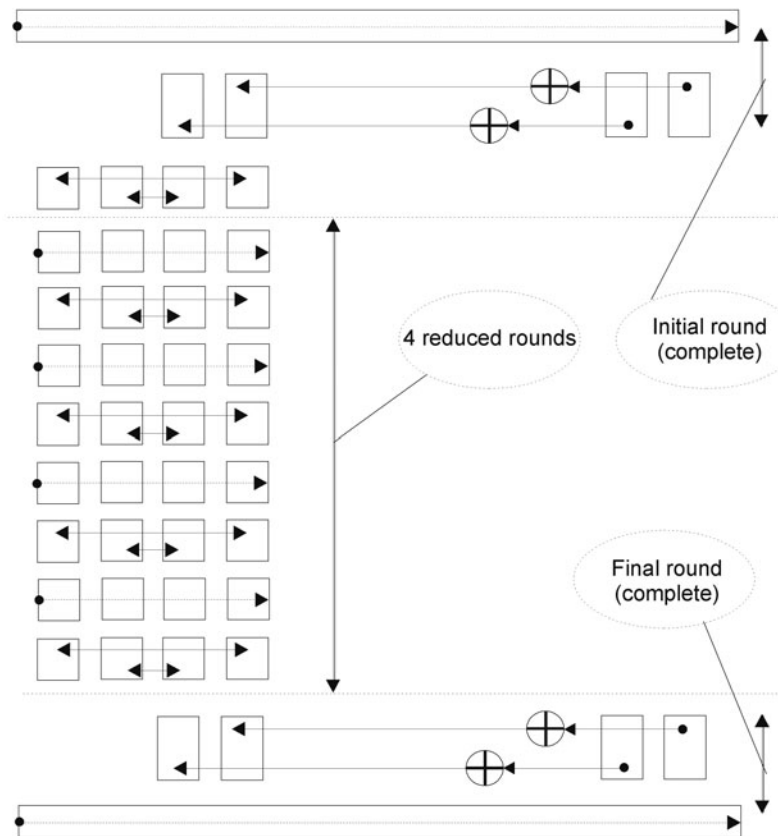 4 reduced rounds
Initial round
(complete)
Final round
(complete)